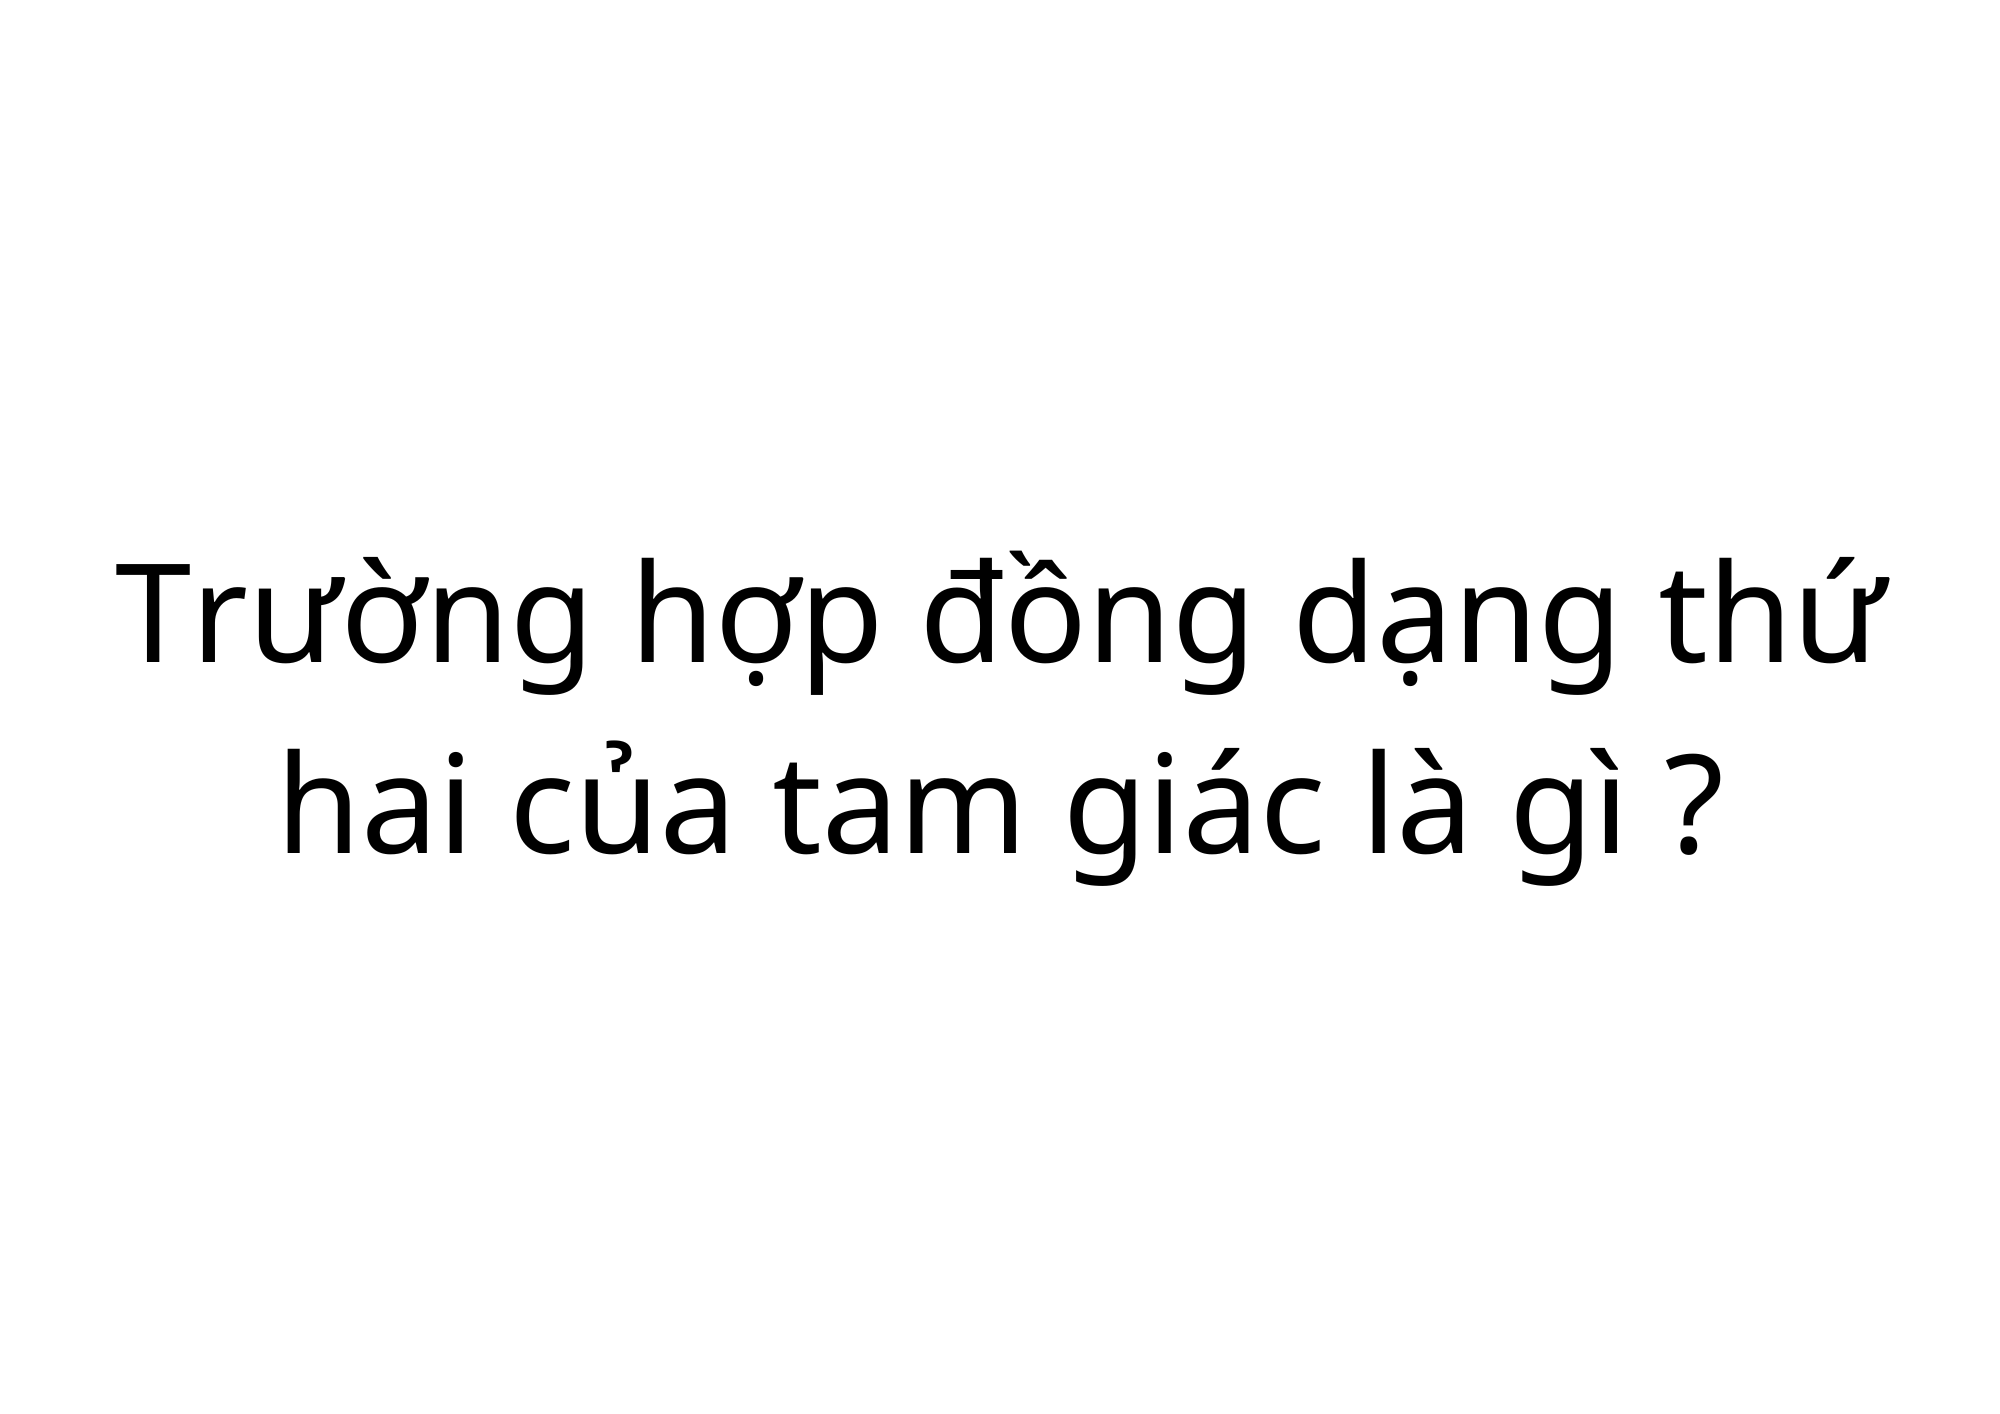 Trường hợp đồng dạng thứ
hai của tam giác là gì ?